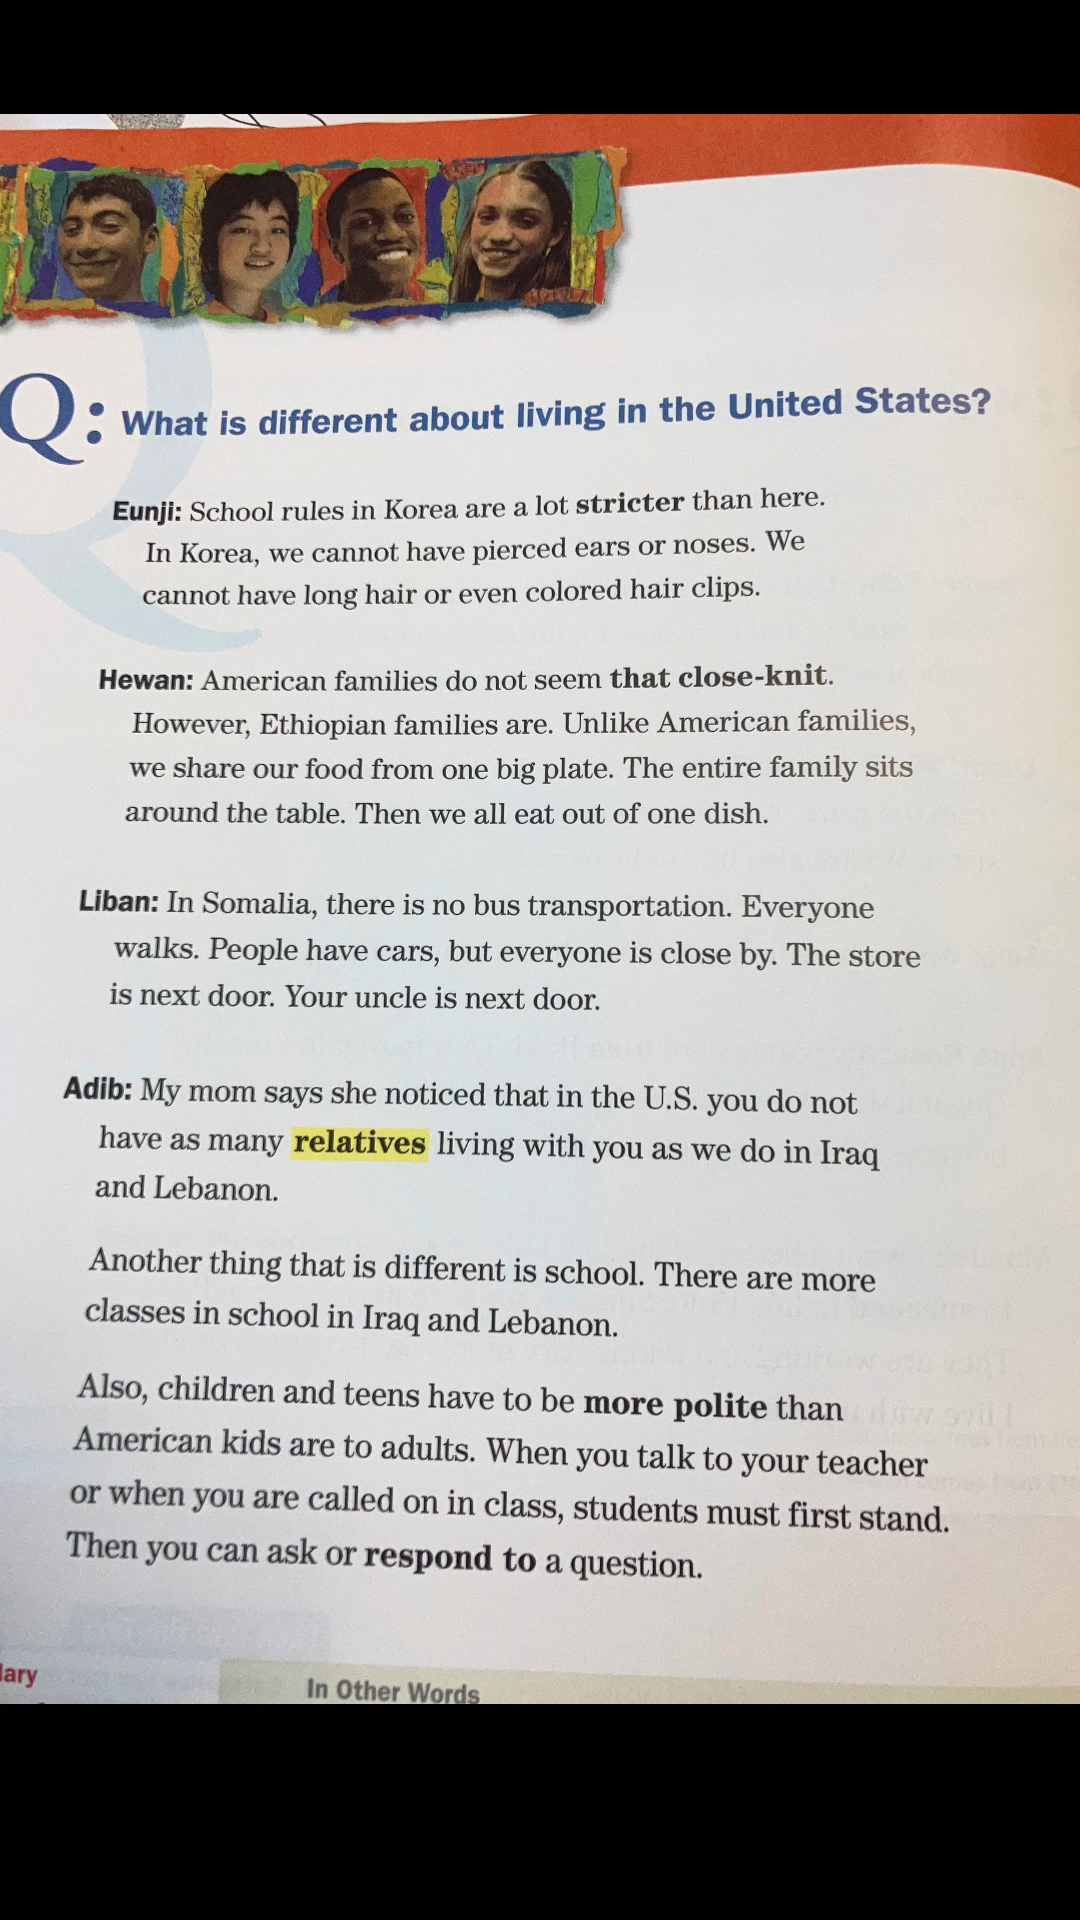 Q: What is different about living in the United States?
Eunji: School rules in Korea are a lot stricter than here.
In Korea, we cannot have pierced ears or noses. We
cannot have long hair or even colored hair clips.
Hewan: American families do not seem that close-knit.
However, Ethiopian families are. Unlike American families,
we share our food from one big plate. The entire family sits
around the table. Then we all eat out of one dish.
Liban: In Somalia, there is no bus transportation. Everyone
walks. People have cars, but everyone is close by. The store
is next door. Your uncle is next door.
Adib: My mom says she noticed that in the U.S. you do not
have as many relatives living with you as we do in Iraq
and Lebanon.
Another thing that is different is school. There are more
classes in school in Iraq and Lebanon.
Also, children and teens have to be more polite than
American kids are to adults. When you talk to your teacher
or when you are called on in class, students must first stand.
Then you can ask or respond to a question.
In Other Words